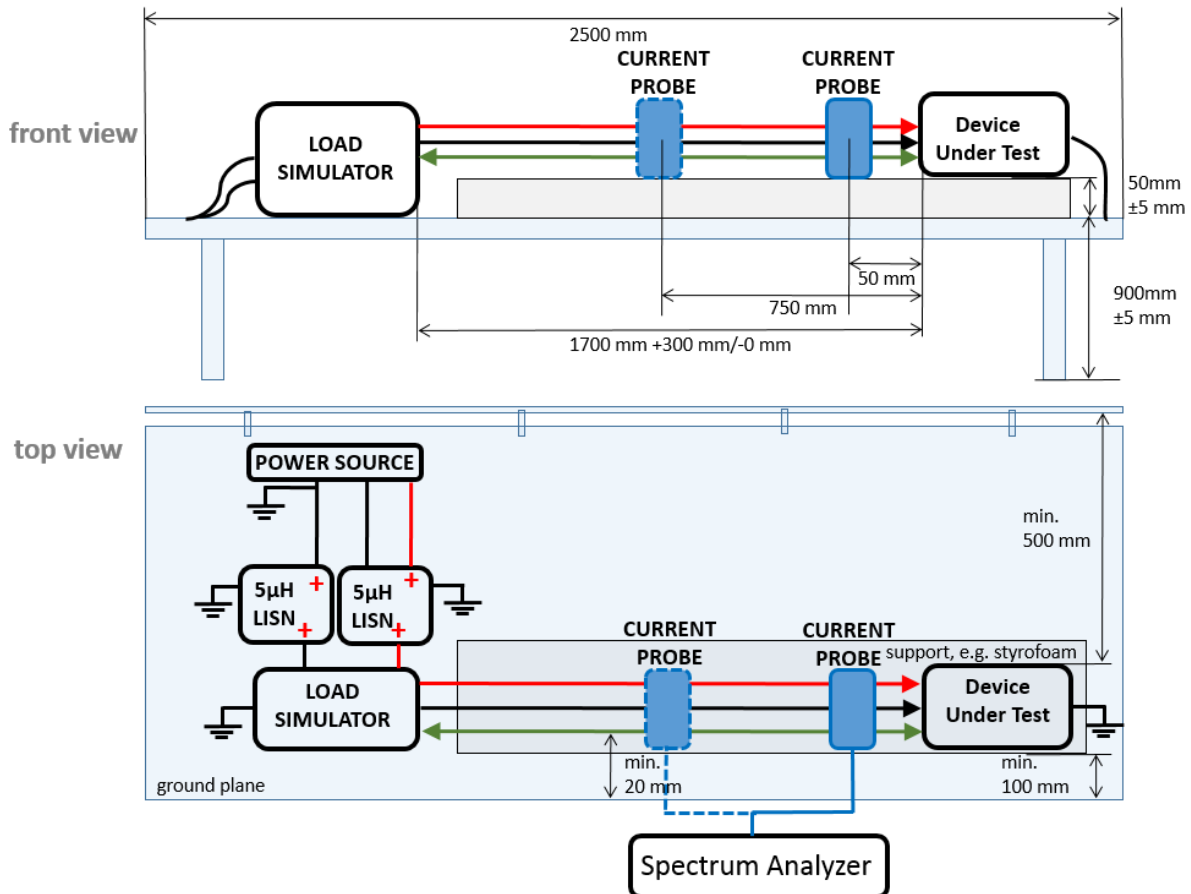 2500 mm
CURRENT
PROBE
CURRENT
PROBE
front view
LOAD
SIMULATOR
Device
Under Test
50mm
±5 mm
50 mm
750 mm
900mm
±5 mm
1700 mm +300 mm/-0 mm
top view
POWER SOURCE
min.
500 mm
5µH
LISN
+
+
5µH
LISN
+
+
CURRENT
PROBE
CURRENT
PROBE
support, e.g. styrofoam
LOAD
SIMULATOR
Device
Under Test
min.
20 mm
min.
100 mm
ground plane
Spectrum Analyzer